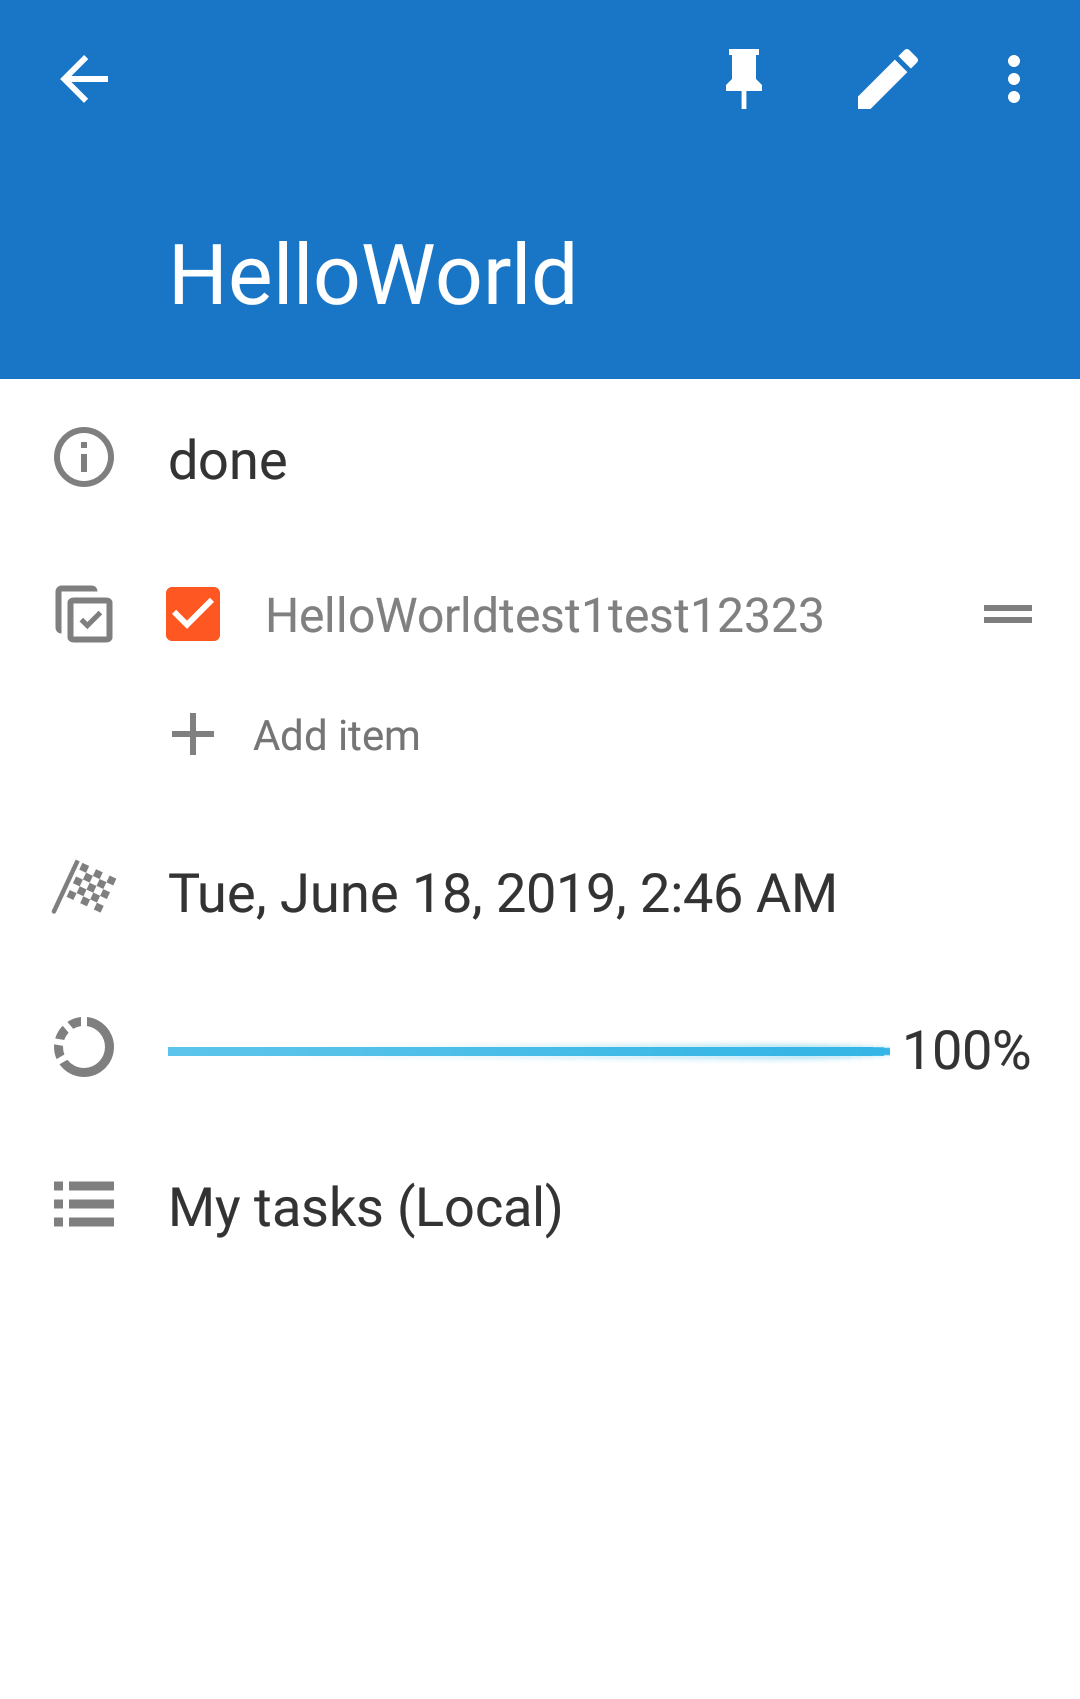 HelloWorld
done
HelloWorldtest1test12323
Add item
Tue, June 18, 2019, 2:46 AM
100%
My tasks (Local)